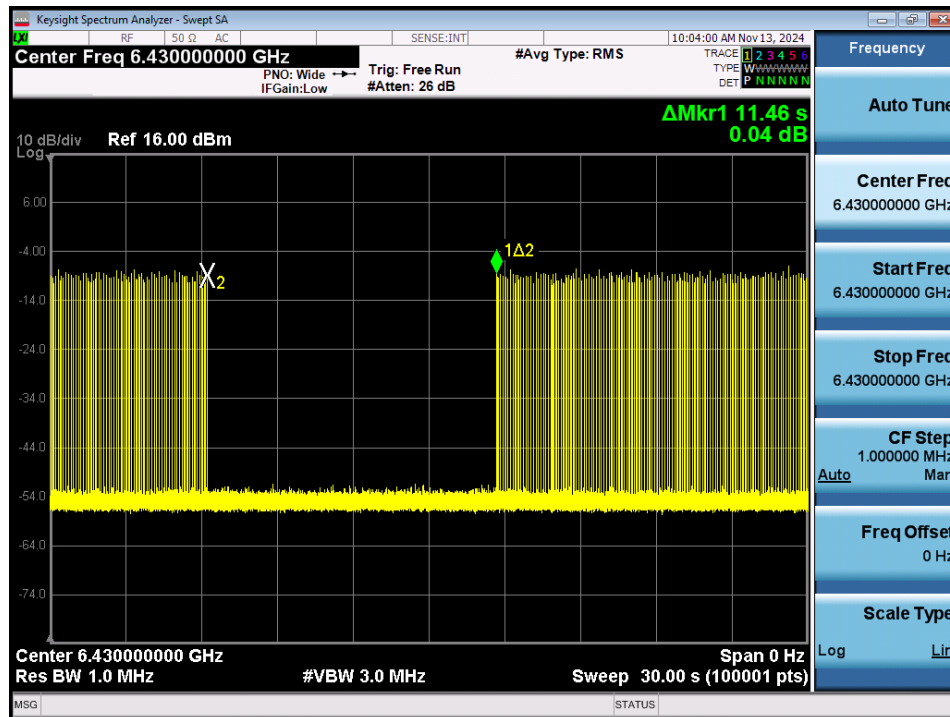 Keysight Spectrum Analyzer - Swept SA
LXI
RF
50 Ω
AC
SENSE:INT
10:04:00 AM Nov 13, 2024
Center Freq 6.430000000 GHz
PNO: Wide
IFGain:Low
Trig: Free Run
#Atten: 26 dB
#Avg Type: RMS
TRACE 1 2 3 4 5 6
TYPE WWWWWW
DET P N N N N N
ΔMkr1 11.46 s
0.04 dB
10 dB/div
Log
Ref 16.00 dBm
6.00
-4.00
-14.0
-24.0
-34.0
-44.0
-54.0
-64.0
-74.0
X2
1Δ2
Center 6.430000000 GHz
Span 0 Hz
Res BW 1.0 MHz
#VBW 3.0 MHz
Sweep 30.00 s (100001 pts)
MSG
STATUS
Frequency
Auto Tune
Center Freq
6.430000000 GHz
Start Freq
6.430000000 GHz
Stop Freq
6.430000000 GHz
CF Step
1.000000 MHz
Auto Man
Freq Offset
0 Hz
Scale Type
Log Lin